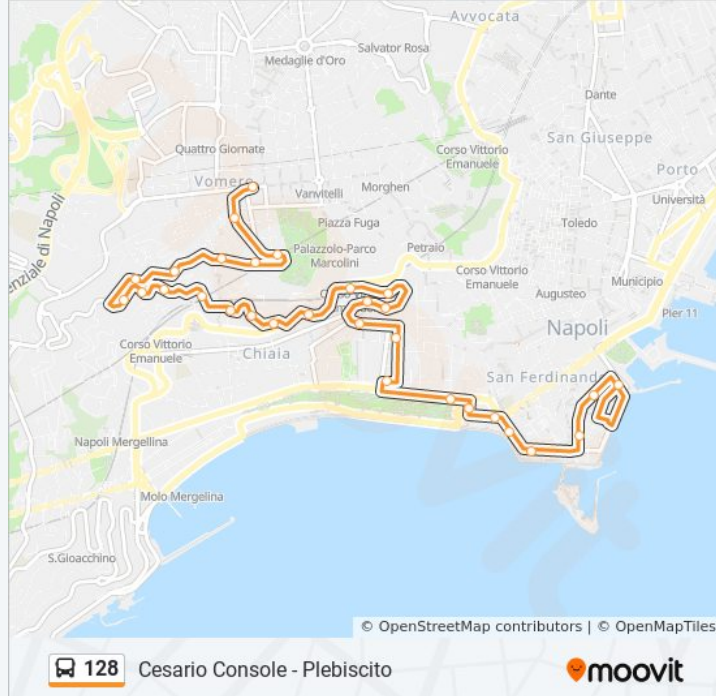 Avvocata
Salvator Rosa
Medaglie d'Oro
Dante
San Giuseppe
Quattro Giornate
Corso Vittorio
Emanuele
Porto
Vomero
Vanvitelli
Morghen
Università
enziale di Napoli
Piazza Fuga
Toledo
Palazzolo-Parco
Marcolini
Petraio
Corso Vittorio
Emanuele
Municipio
Augusteo
Pier 11
Napoli
Corso Vittorio
Emanuele
Chiaia
San Ferdinando
Napoli Mergellina
Molo Mergelina
S.Gioacchino
© OpenStreetMap contributors | © OpenMapTiles
128 Cesario Console - Plebiscito
moovit